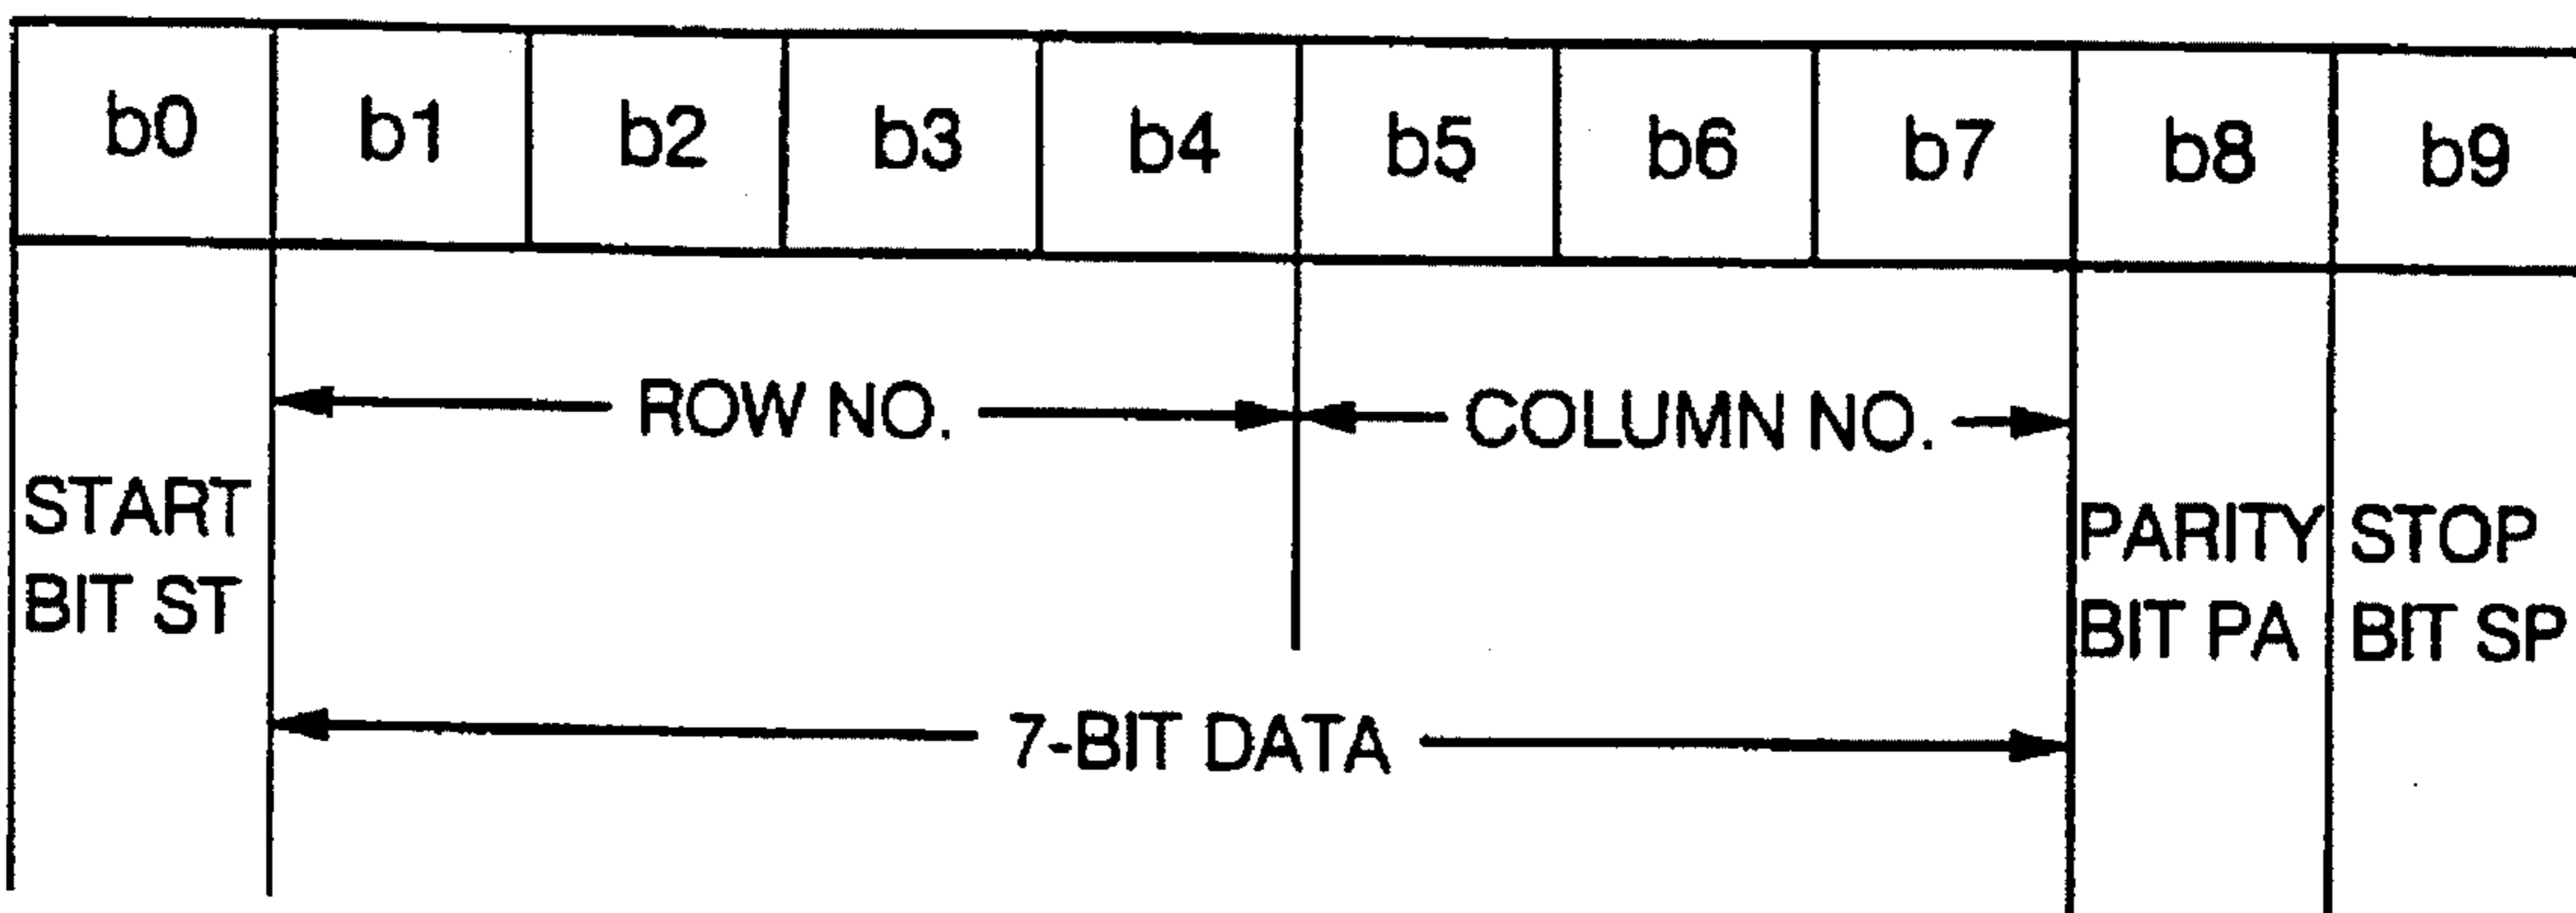 b0 b1 b2 b3 b4 b5 b6 b7 b8 b9
ROW NO. COLUMN NO.
START BIT ST
PARITY BIT PA
STOP BIT SP
7-BIT DATA